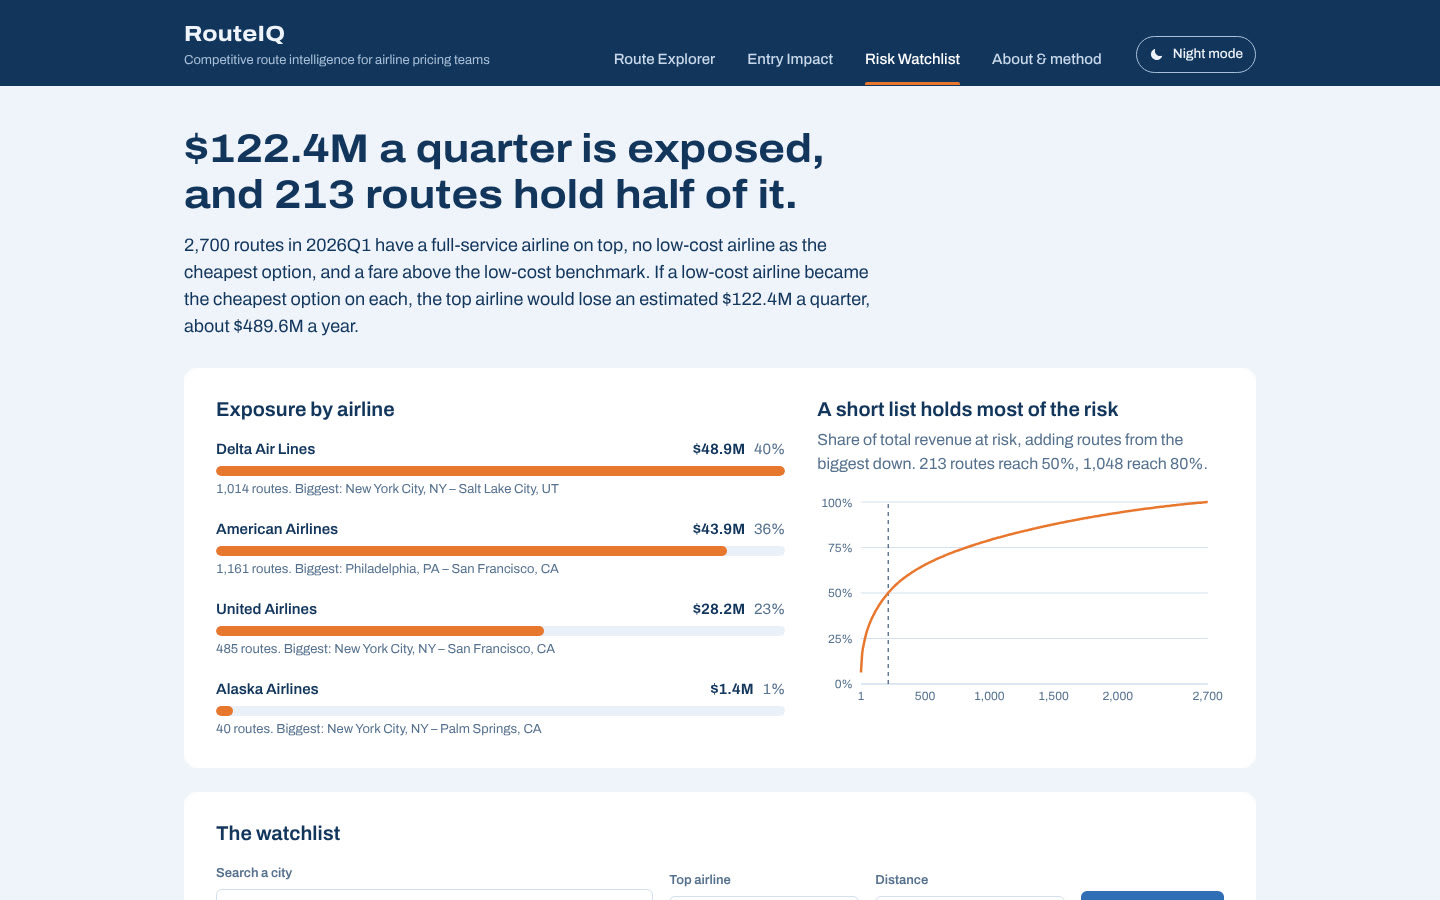 RouteIQ
Competitive route intelligence for airline pricing teams
Route Explorer
Entry Impact
Risk Watchlist
About & method
Night mode
$122.4M a quarter is exposed,
and 213 routes hold half of it.
2,700 routes in 2026Q1 have a full-service airline on top, no low-cost airline as the
cheapest option, and a fare above the low-cost benchmark. If a low-cost airline became
the cheapest option on each, the top airline would lose an estimated $122.4M a quarter,
about $489.6M a year.
Exposure by airline
Delta Air Lines $48.9M 40%
1,014 routes. Biggest: New York City, NY – Salt Lake City, UT
American Airlines $43.9M 36%
1,161 routes. Biggest: Philadelphia, PA – San Francisco, CA
United Airlines $28.2M 23%
485 routes. Biggest: New York City, NY – San Francisco, CA
Alaska Airlines $1.4M 1%
40 routes. Biggest: New York City, NY – Palm Springs, CA
A short list holds most of the risk
Share of total revenue at risk, adding routes from the
biggest down. 213 routes reach 50%, 1,048 reach 80%.
100%
75%
50%
25%
0%
1 500 1,000 1,500 2,000 2,700
The watchlist
Search a city
Top airline
Distance